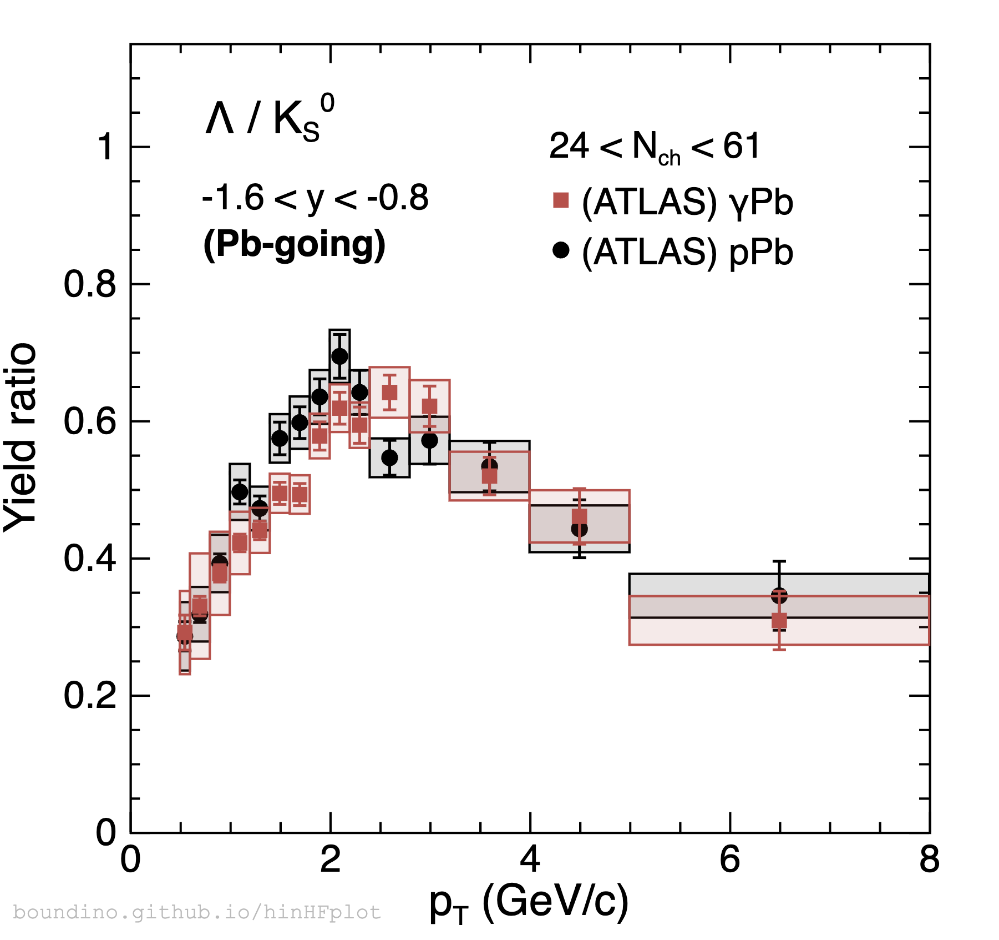 Λ / K_S^0
-1.6 < y < -0.8
(Pb-going)
24 < N_ch < 61
(ATLAS) γPb
(ATLAS) pPb
Yield ratio
1
0.8
0.6
0.4
0.2
0
0 2 4 6 8
p_T (GeV/c)
boundino.github.io/hinHFplot